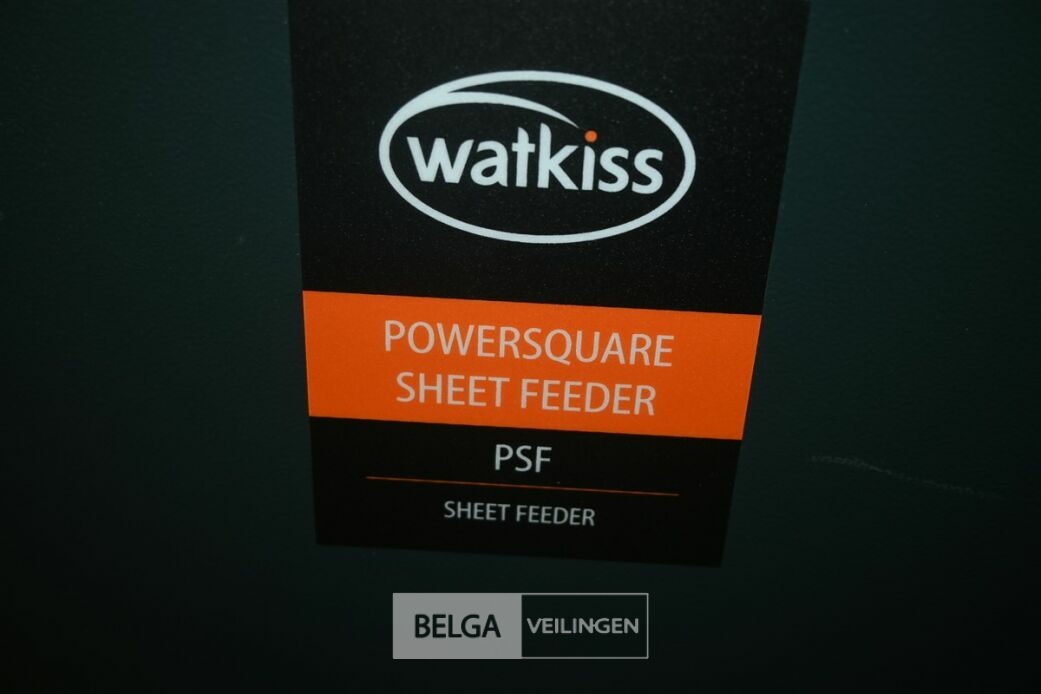 watkiss
POWERSQUARE
SHEET FEEDER
PSF
SHEET FEEDER
BELGA VEILINGEN